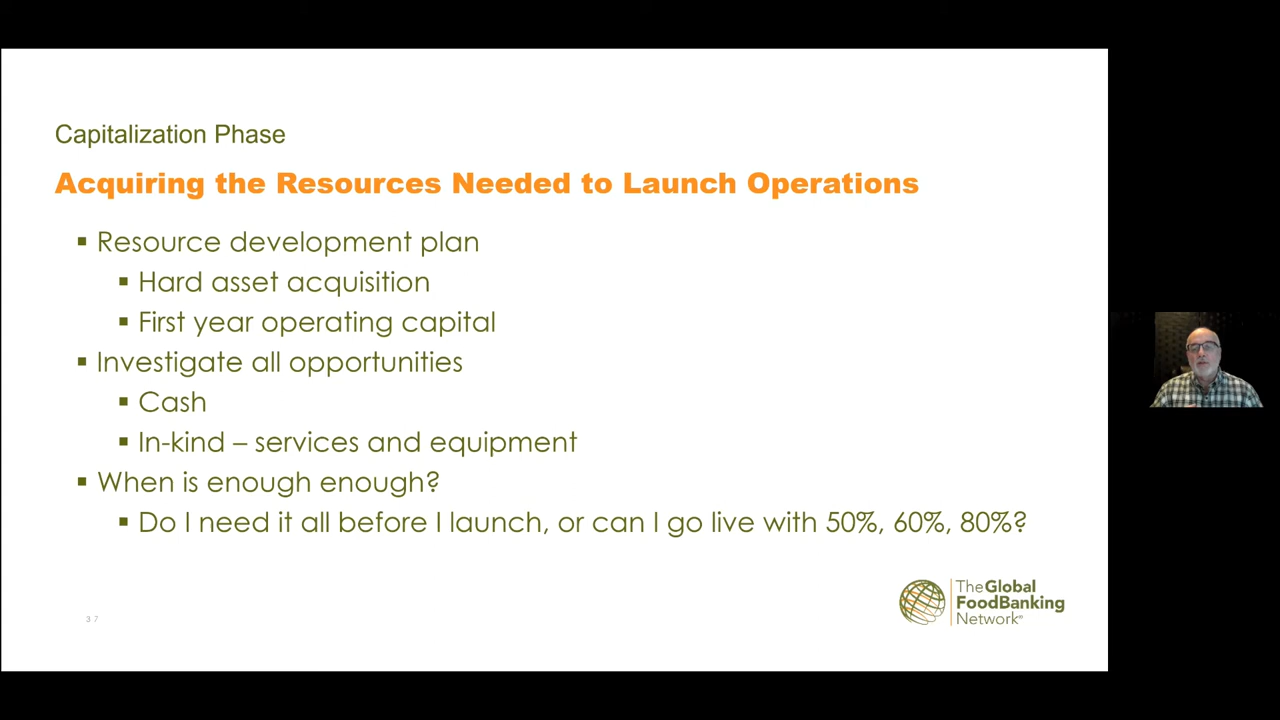 Capitalization Phase
Acquiring the Resources Needed to Launch Operations
▪ Resource development plan
▪ Hard asset acquisition
▪ First year operating capital
▪ Investigate all opportunities
▪ Cash
▪ In-kind – services and equipment
▪ When is enough enough?
▪ Do I need it all before I launch, or can I go live with 50%, 60%, 80%?
The Global
FoodBanking
Network
37